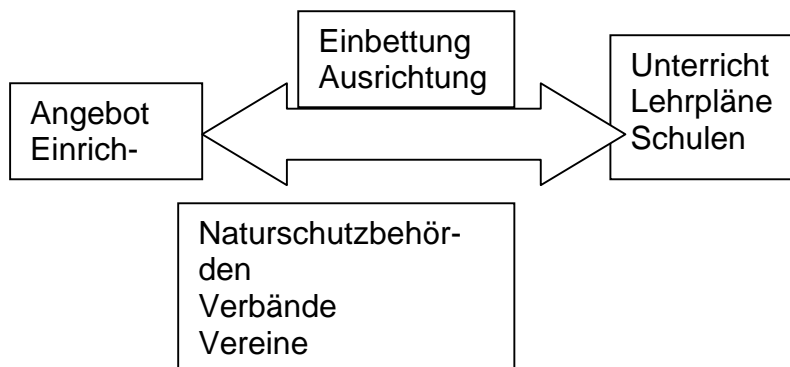 Einbettung
Ausrichtung
Angebot
Einrich-
Unterricht
Lehrpläne
Schulen
Naturschutzbehör-
den
Verbände
Vereine